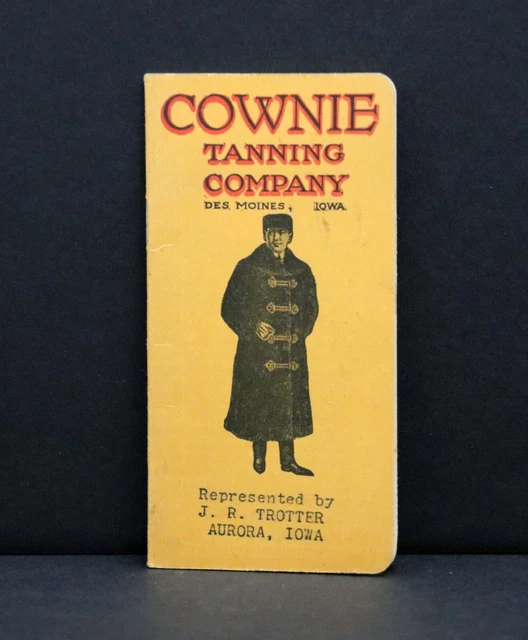 COWNIE
TANNING
COMPANY
DES MOINES, IOWA
Represented by
J. R. TROTTER
AURORA, IOWA